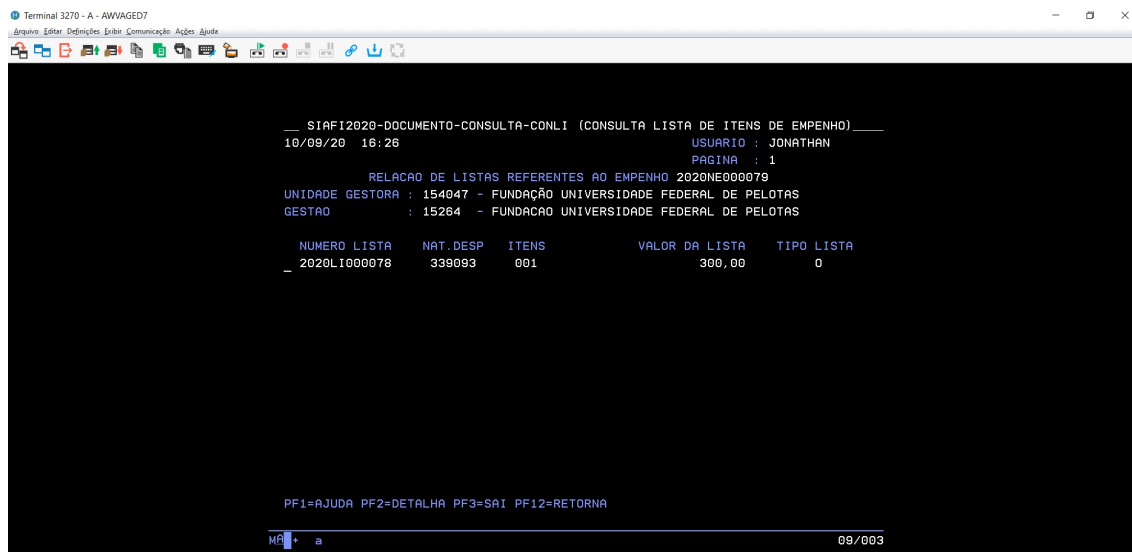 Terminal 3270 - A - AWVAGED7
Arquivo Editar Definições Exibir Comunicação Ações Ajuda
__ SIAFI2020-DOCUMENTO-CONSULTA-CONLI (CONSULTA LISTA DE ITENS DE EMPENHO)____
10/09/20 16:26 USUARIO : JONATHAN
PAGINA : 1
RELACAO DE LISTAS REFERENTES AO EMPENHO 2020NE000079
UNIDADE GESTORA : 154047 - FUNDAÇÃO UNIVERSIDADE FEDERAL DE PELOTAS
GESTAO : 15264 - FUNDACAO UNIVERSIDADE FEDERAL DE PELOTAS
NUMERO LISTA NAT.DESP ITENS VALOR DA LISTA TIPO LISTA
_ 2020LI000078 339093 001 300,00 O
PF1=AJUDA PF2=DETALHA PF3=SAI PF12=RETORNA
MA + a 09/003